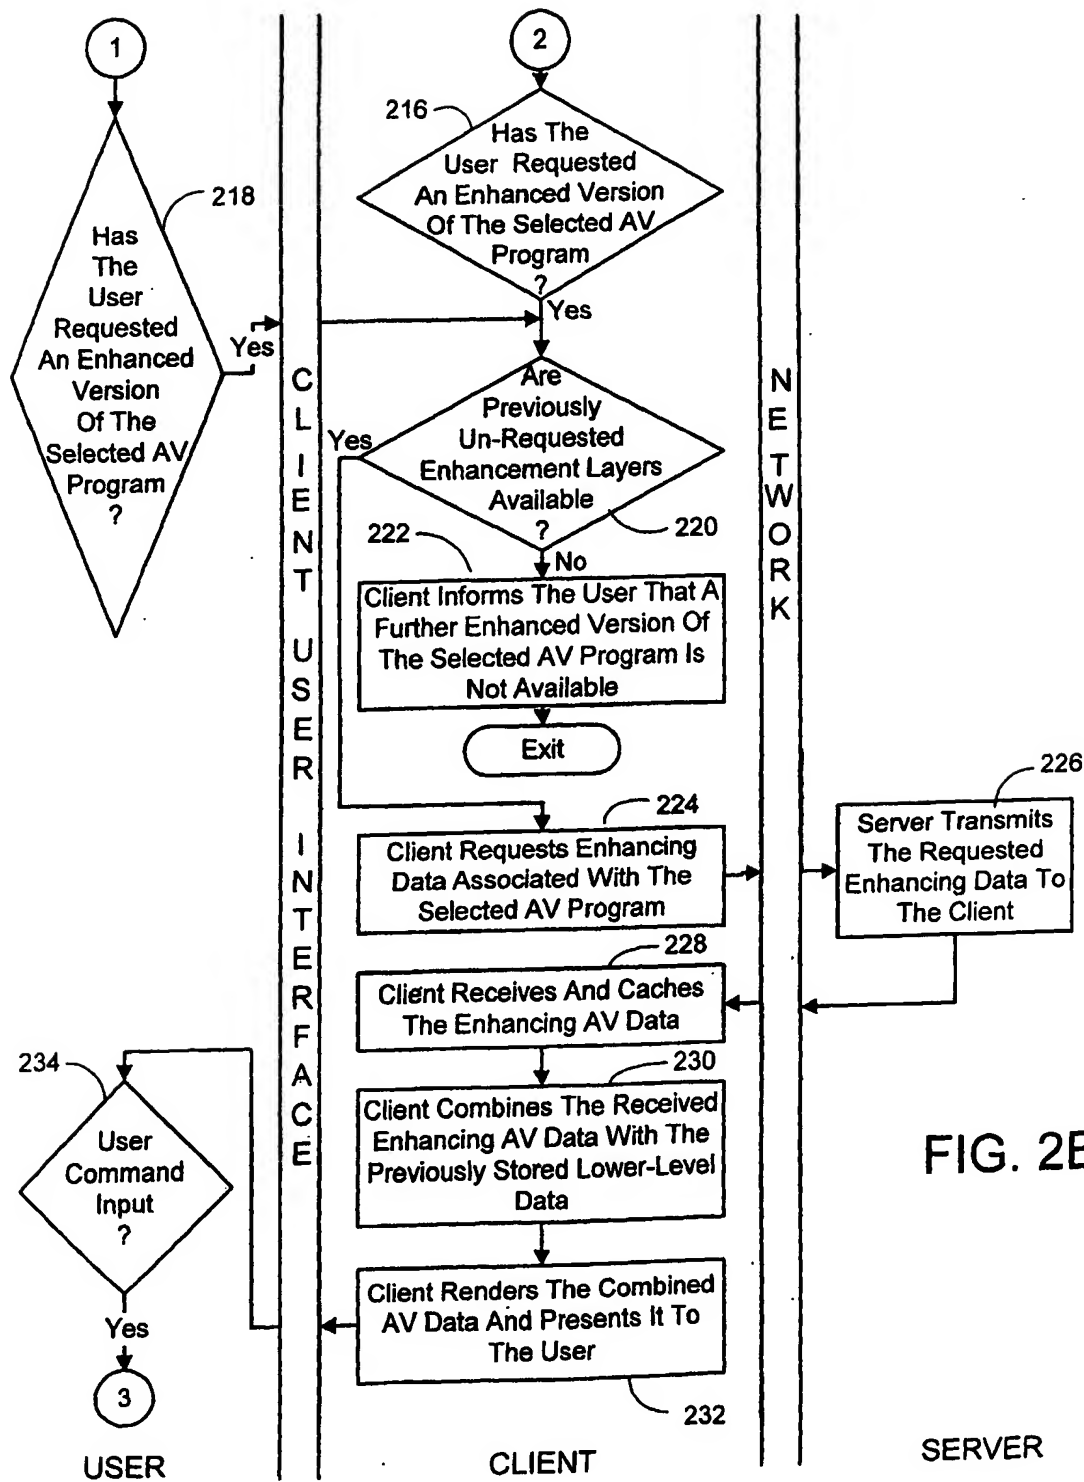 1
2
216
Has The
User Requested
An Enhanced Version
Of The Selected AV
Program
?
Yes
218
Has
The
User
Requested
An Enhanced
Version
Of The
Selected AV
Program
?
Yes
CLIENT USER INTERFACE
NETWORK
Are
Previously
Un-Requested
Enhancement Layers
Available
?
Yes
220
222
No
Client Informs The User That A
Further Enhanced Version Of
The Selected AV Program Is
Not Available
Exit
224
Client Requests Enhancing
Data Associated With The
Selected AV Program
226
Server Transmits
The Requested
Enhancing Data To
The Client
228
Client Receives And Caches
The Enhancing AV Data
230
Client Combines The Received
Enhancing AV Data With The
Previously Stored Lower-Level
Data
234
User
Command
Input
?
Yes
3
Client Renders The Combined
AV Data And Presents It To
The User
232
FIG. 2B
USER
CLIENT
SERVER